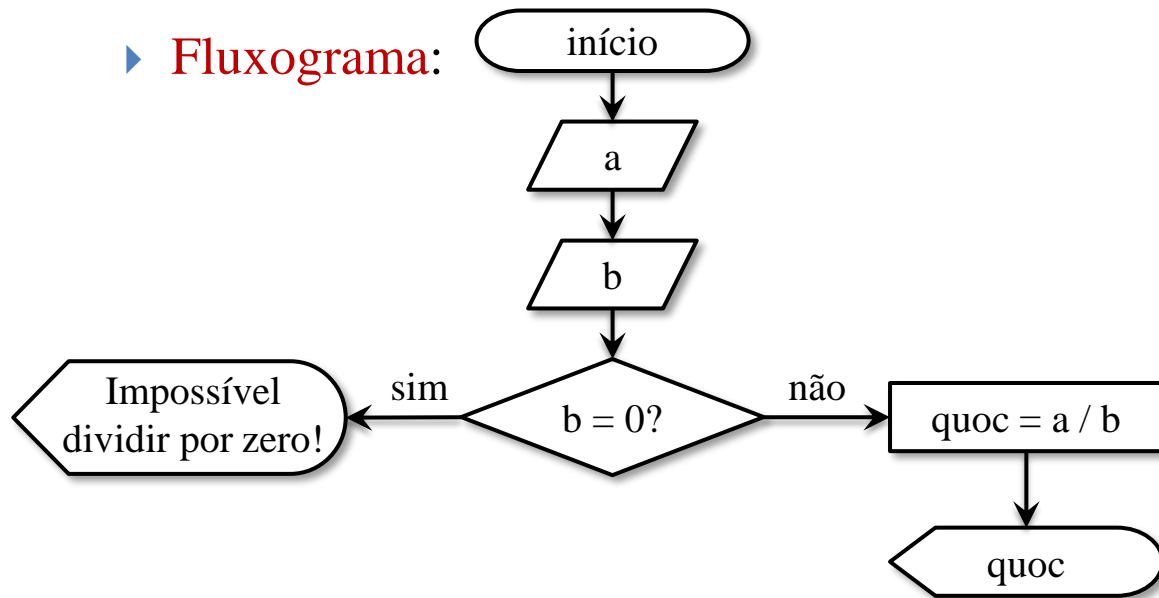 Fluxograma:
início
a
b
b = 0?
sim
Impossível
dividir por zero!
não
quoc = a / b
quoc